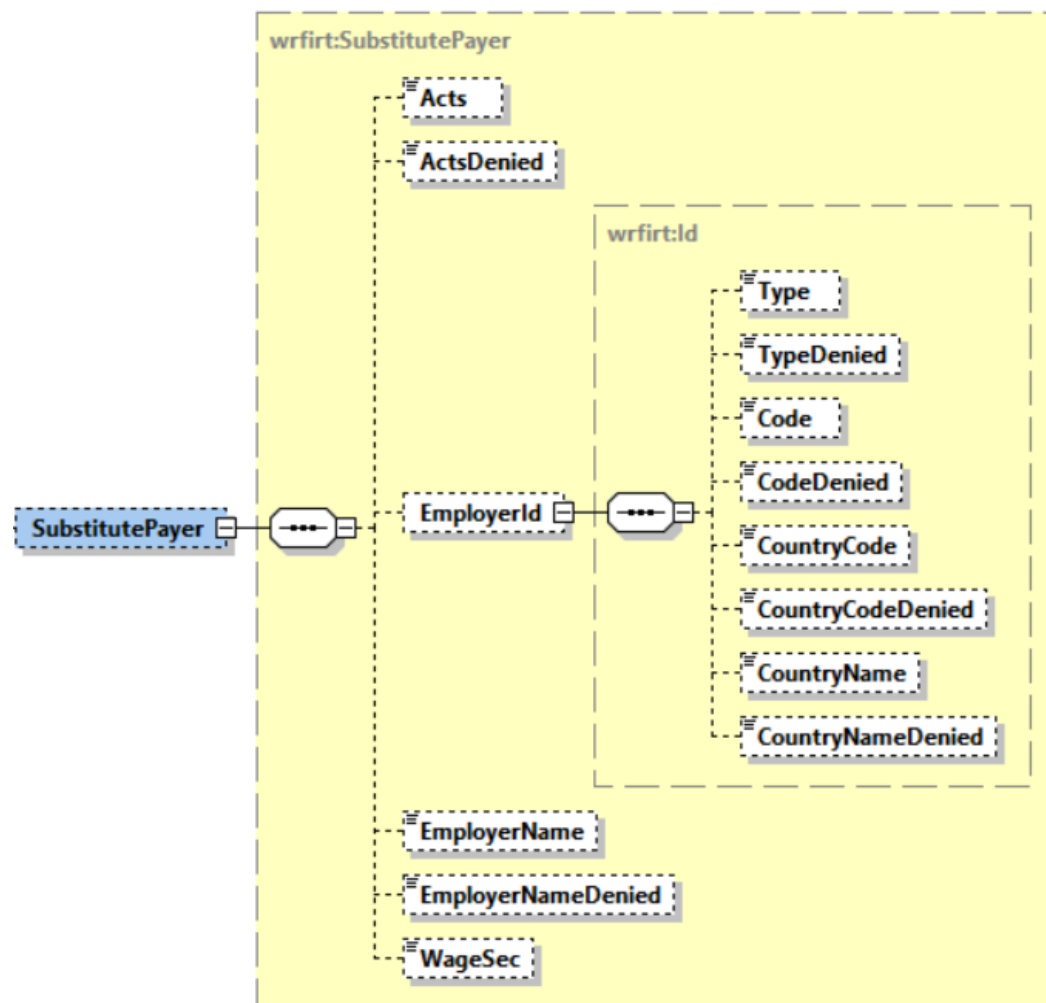 wrfirt:SubstitutePayer
Acts
ActsDenied
wrfirt:Id
Type
TypeDenied
Code
CodeDenied
SubstitutePayer
EmployerId
CountryCode
CountryCodeDenied
CountryName
CountryNameDenied
EmployerName
EmployerNameDenied
WageSec